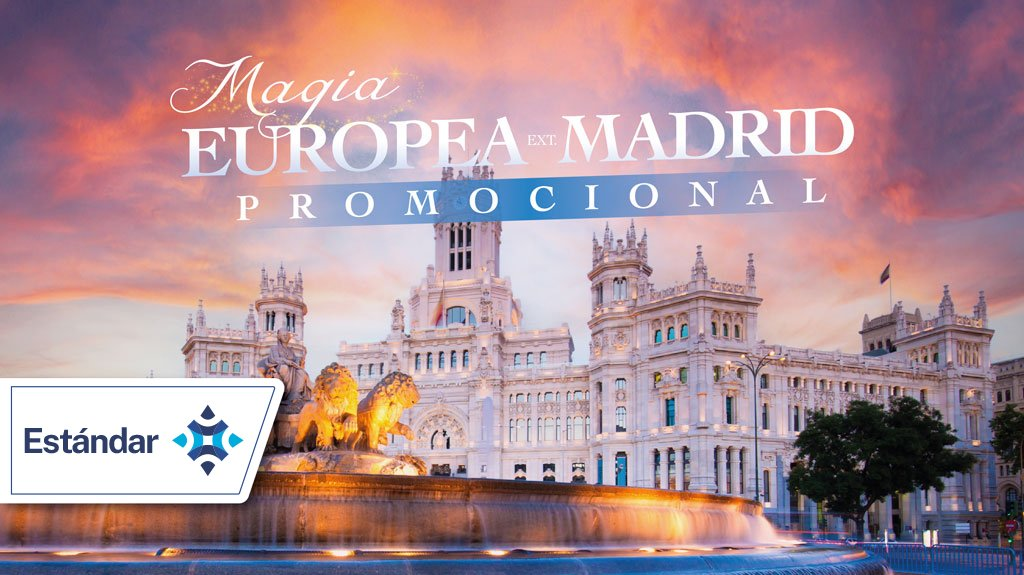 Magia
EUROPEA EXT. MADRID
PROMOCIONAL
Estándar